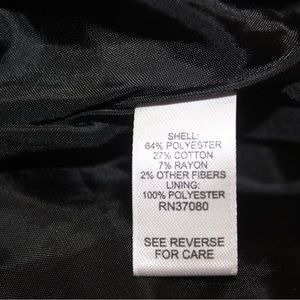 SHELL:
64% POLYESTER
27% COTTON
7% RAYON
2% OTHER FIBERS
LINING:
100% POLYESTER
RN37080
SEE REVERSE
FOR CARE